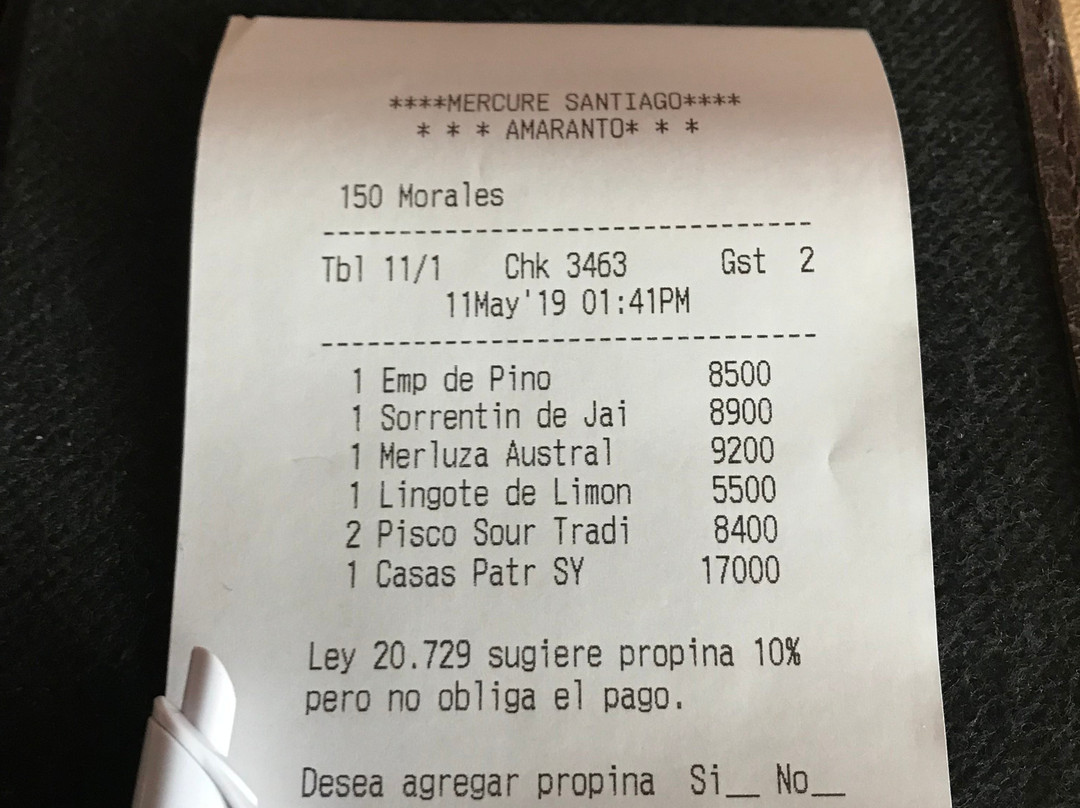 ****MERCURE SANTIAGO****
* * * AMARANTO* * *
150 Morales
--------------------------------
Tbl 11/1 Chk 3463 Gst 2
11May'19 01:41PM
--------------------------------
1 Emp de Pino 8500
1 Sorrentin de Jai 8900
1 Merluza Austral 9200
1 Lingote de Limon 5500
2 Pisco Sour Tradi 8400
1 Casas Patr SY 17000
Ley 20.729 sugiere propina 10%
pero no obliga el pago.
Desea agregar propina Si__ No__